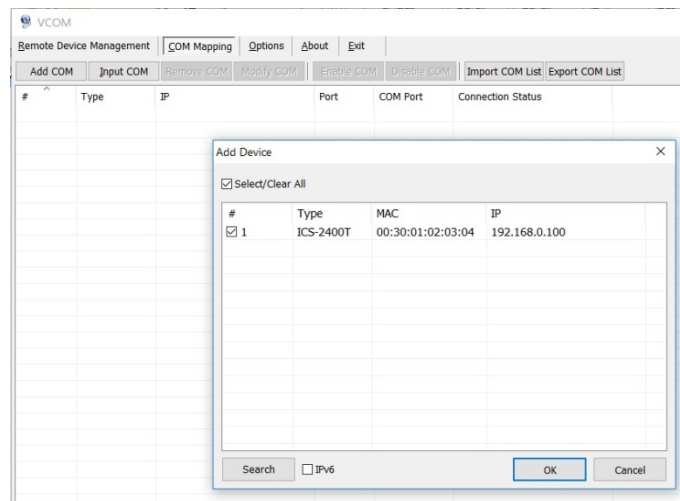 VCOM
Remote Device Management COM Mapping Options About Exit
Add COM Input COM Remove COM Modify COM Enable COM Disable COM Import COM List Export COM List
# Type IP Port COM Port Connection Status
Add Device
Select/Clear All
# Type MAC IP
1 ICS-2400T 00:30:01:02:03:04 192.168.0.100
Search IPv6 OK Cancel